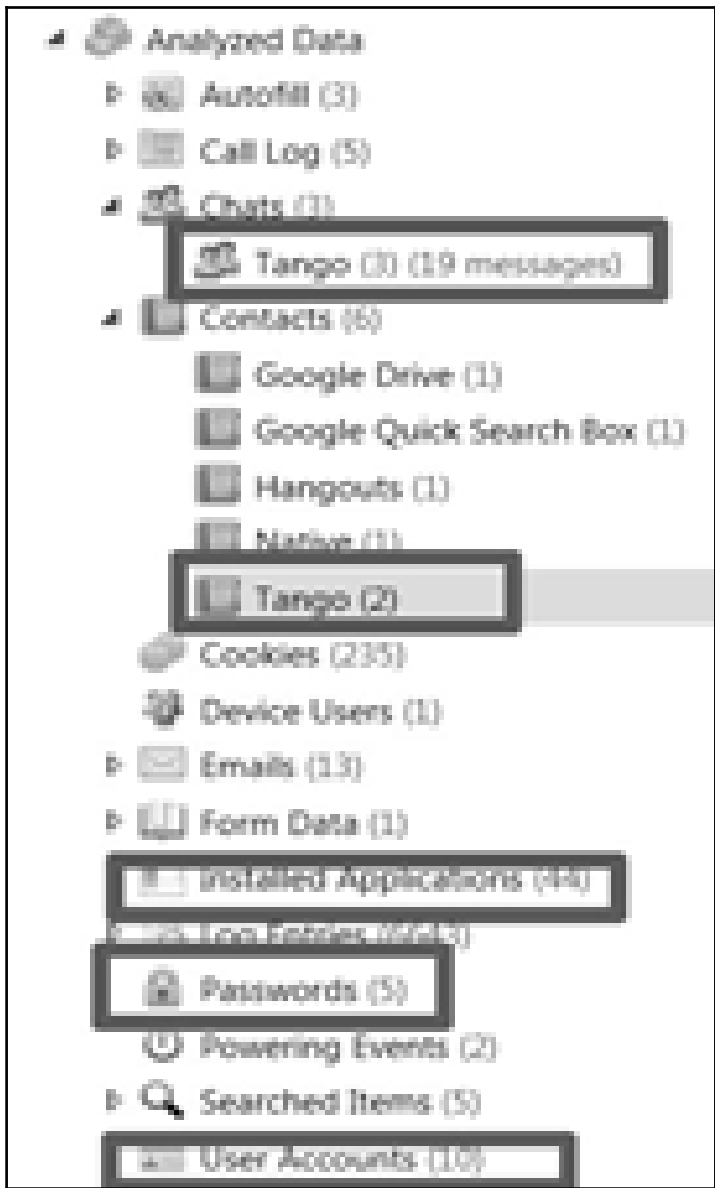 Analyzed Data
Autofill (3)
Call Log (5)
Chats (3)
Tango (3) (19 messages)
Contacts (6)
Google Drive (1)
Google Quick Search Box (1)
Hangouts (1)
Native (1)
Tango (2)
Cookies (235)
Device Users (1)
Emails (13)
Form Data (1)
Installed Applications (44)
Log Entries (6643)
Passwords (5)
Powering Events (2)
Searched Items (5)
User Accounts (10)